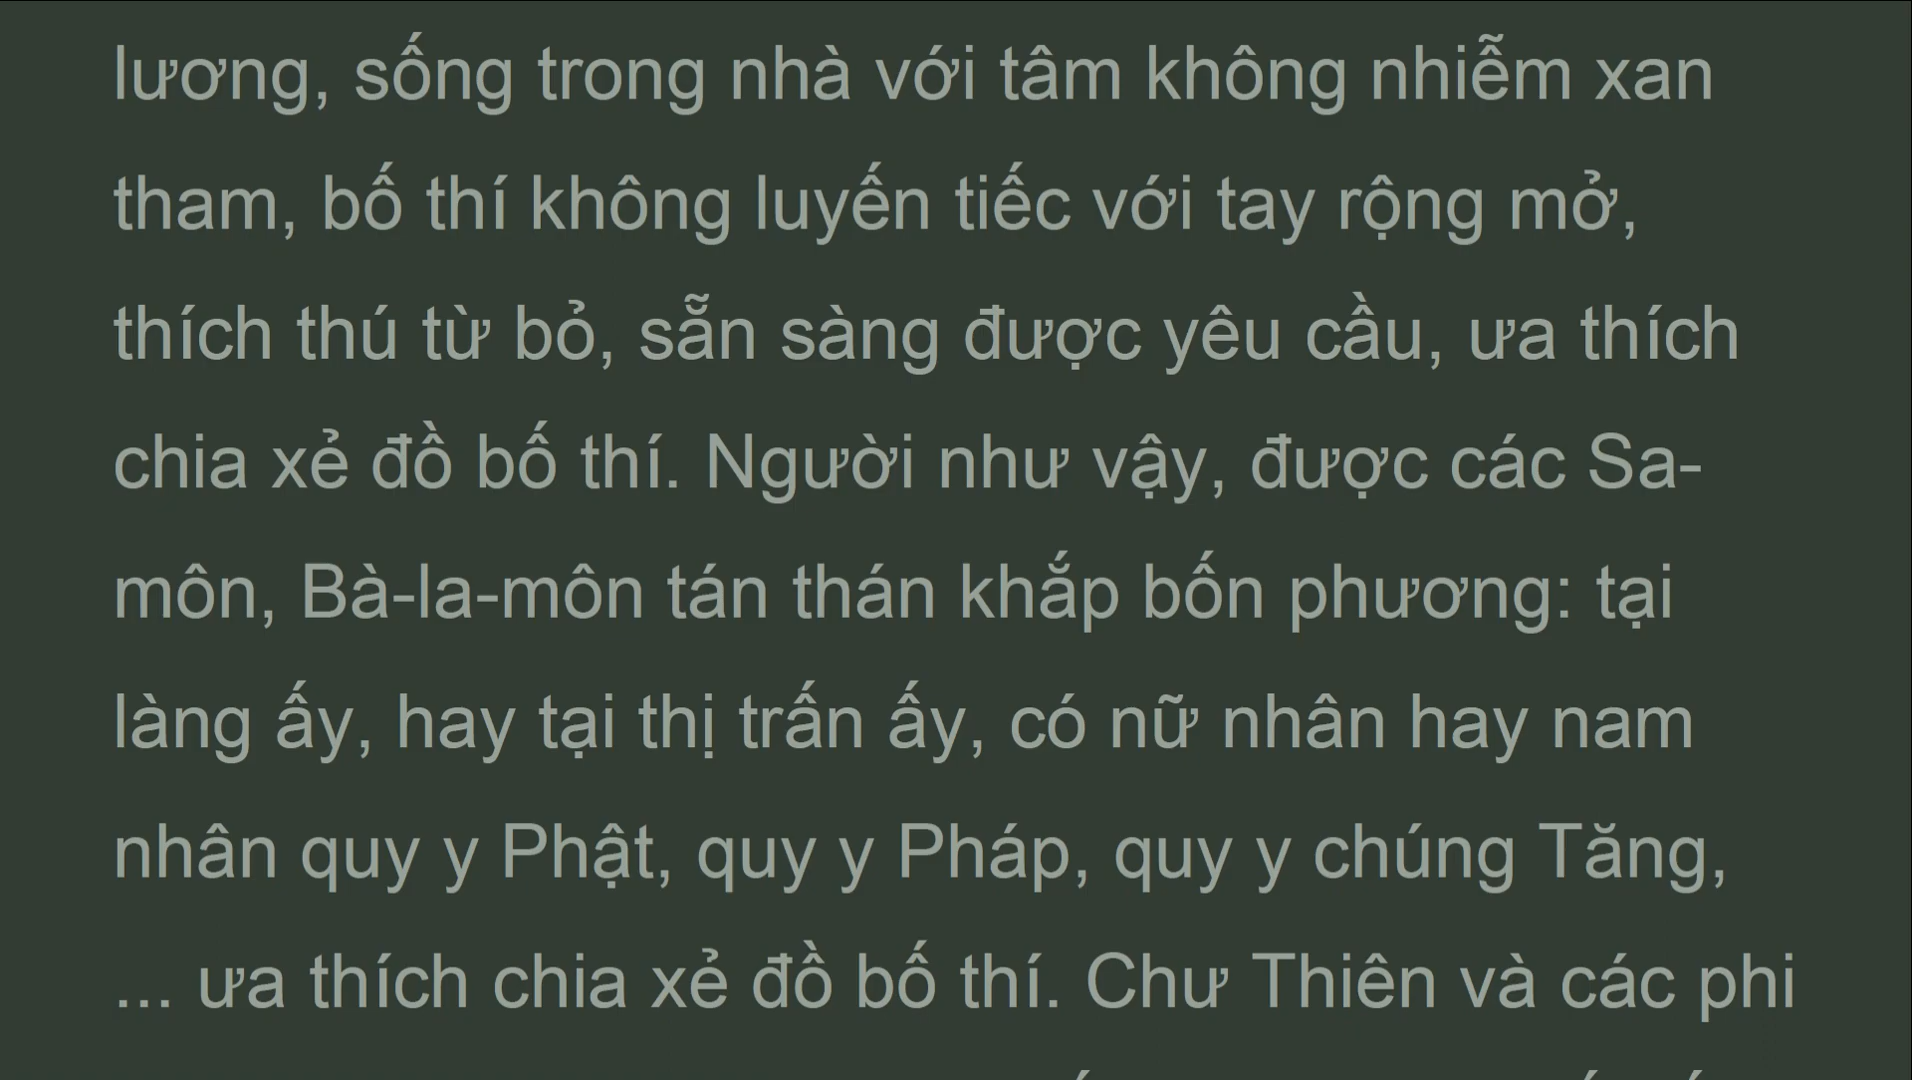 lương, sống trong nhà với tâm không nhiễm xan
tham, bố thí không luyến tiếc với tay rộng mở,
thích thú từ bỏ, sẵn sàng được yêu cầu, ưa thích
chia xẻ đồ bố thí. Người như vậy, được các Sa-
môn, Bà-la-môn tán thán khắp bốn phương: tại
làng ấy, hay tại thị trấn ấy, có nữ nhân hay nam
nhân quy y Phật, quy y Pháp, quy y chúng Tăng,
... ưa thích chia xẻ đồ bố thí. Chư Thiên và các phi